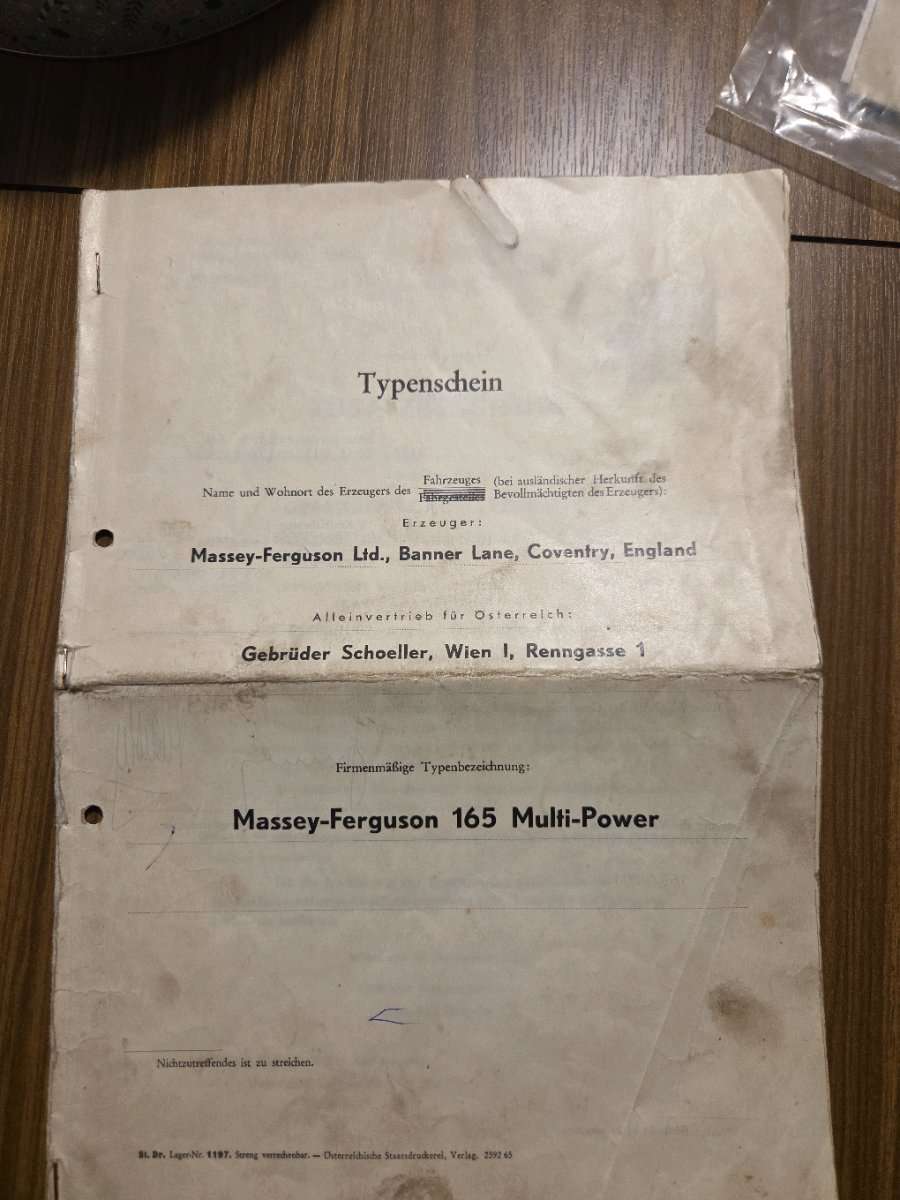 Typenschein
Name und Wohnort des Erzeugers des Fahrzeuges Fahrgestelles (bei ausländischer Herkunft des
Bevollmächtigten des Erzeugers):
Erzeuger:
Massey-Ferguson Ltd., Banner Lane, Coventry, England
Alleinvertrieb für Österreich:
Gebrüder Schoeller, Wien I, Renngasse 1
Firmenmäßige Typenbezeichnung:
Massey-Ferguson 165 Multi-Power
Nichtzutreffendes ist zu streichen.
St. Dr. Lager-Nr. 1197. Streng verrechenbar. — Österreichische Staatsdruckerei, Verlag. 2592 65